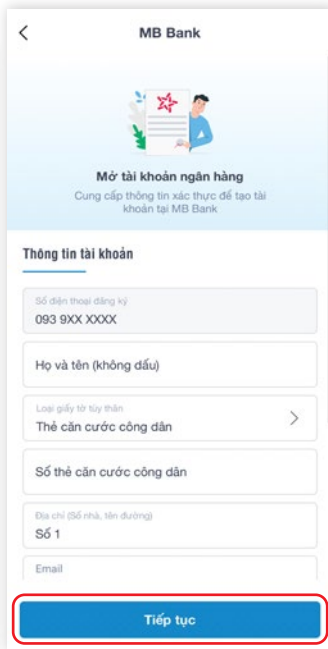 MB Bank
Mở tài khoản ngân hàng
Cung cấp thông tin xác thực để tạo tài
khoản tại MB Bank
Thông tin tài khoản
Số điện thoại đăng ký
093 9XX XXXX
Họ và tên (không dấu)
Loại giấy tờ tùy thân
Thẻ căn cước công dân
Số thẻ căn cước công dân
Địa chỉ (Số nhà, tên đường)
Số 1
Email
Tiếp tục